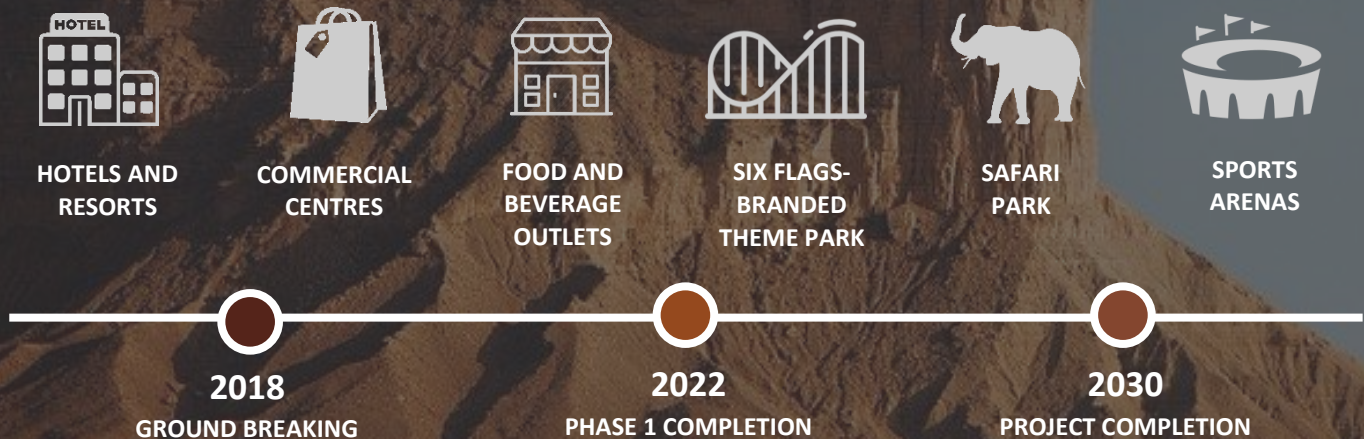 HOTEL
HOTELS AND
RESORTS
COMMERCIAL
CENTRES
FOOD AND
BEVERAGE
OUTLETS
SIX FLAGS-
BRANDED
THEME PARK
SAFARI
PARK
SPORTS
ARENAS
2018
GROUND BREAKING
2022
PHASE 1 COMPLETION
2030
PROJECT COMPLETION